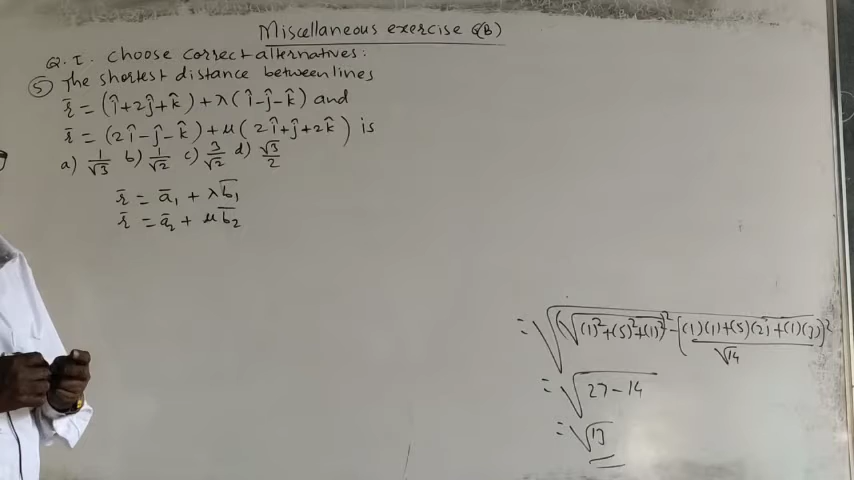 Miscellaneous exercise 6(B)
Q.I. Choose correct alternatives:
⑤ The shortest distance between lines
r̄ = (î+2ĵ+k̂) + λ(î-ĵ-k̂) and
r̄ = (2î-ĵ-k̂) + μ(2î+ĵ+2k̂) is
a) 1/√3 b) 1/√2 c) 3/√2 d) √3/2
r̄ = ā₁ + λb̄₁
r̄ = ā₂ + μb̄₂
= √((√(1)²+(5)²+(1)²)² - [((1)(1)+(5)(2)+(1)(3))/√14]²
= √27-14
= √13